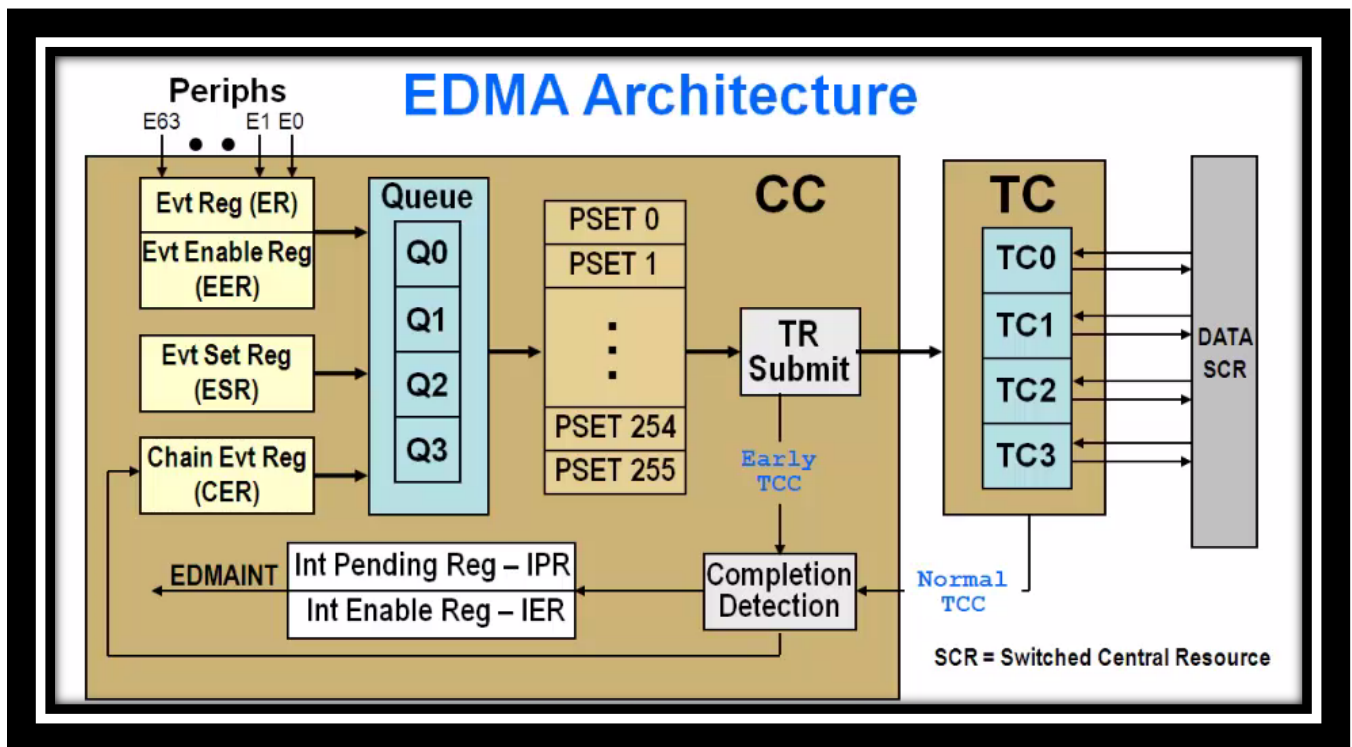 EDMA Architecture
Periphs
E63 E1 E0
Evt Reg (ER)
Evt Enable Reg
(EER)
Evt Set Reg
(ESR)
Chain Evt Reg
(CER)
Queue
Q0
Q1
Q2
Q3
PSET 0
PSET 1
PSET 254
PSET 255
CC
TR
Submit
Early
TCC
TC
TC0
TC1
TC2
TC3
DATA
SCR
EDMAINT
Int Pending Reg – IPR
Int Enable Reg – IER
Completion
Detection
Normal
TCC
SCR = Switched Central Resource